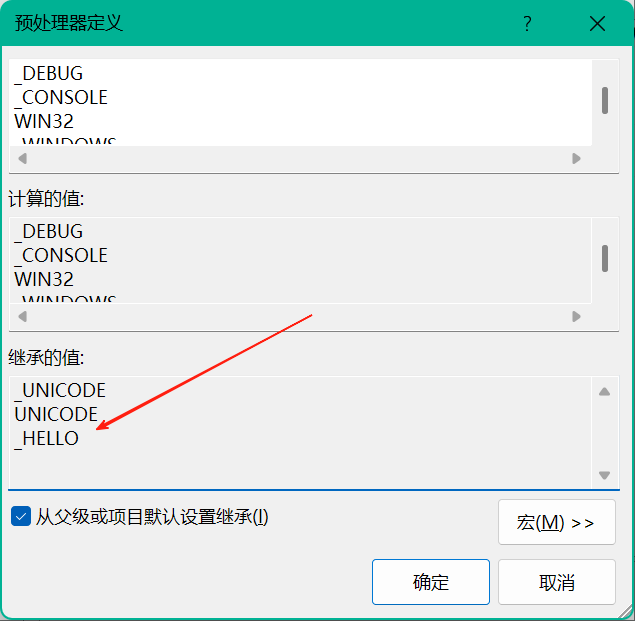 预处理器定义
_DEBUG
_CONSOLE
WIN32
_WINDOWS
计算的值:
_DEBUG
_CONSOLE
WIN32
_WINDOWS
继承的值:
_UNICODE
UNICODE
_HELLO
从父级或项目默认设置继承(I)
宏(M) >>
确定
取消